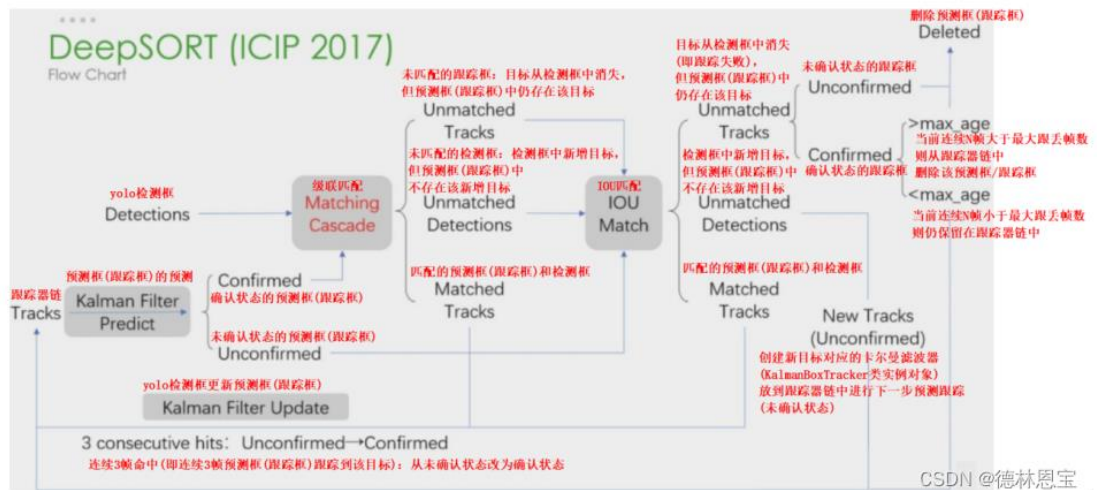 DeepSORT (ICIP 2017)
Flow Chart
yolo检测框
Detections
级联匹配
Matching
Cascade
未匹配的跟踪框：目标从检测框中消失，
但预测框(跟踪框)中仍存在该目标
Unmatched
Tracks
未匹配的检测框：检测框中新增目标，
但预测框(跟踪框)中
不存在该新增目标
Unmatched
Detections
匹配的预测框(跟踪框)和检测框
Matched
Tracks
IOU匹配
IOU
Match
目标从检测框中消失
(即跟踪失败)，
但预测框(跟踪框)中
仍存在该目标
Unmatched
Tracks
检测框中新增目标，
但预测框(跟踪框)中
不存在该新增目标
Unmatched
Detections
匹配的预测框(跟踪框)和检测框
Matched
Tracks
删除预测框(跟踪框)
Deleted
未确认状态的跟踪框
Unconfirmed
Confirmed
确认状态的跟踪框
>max_age
当前连续N帧大于最大跟丢帧数
则从跟踪器链中
删除该预测框/跟踪框
<max_age
当前连续N帧小于最大跟丢帧数
则仍保留在跟踪器链中
跟踪器链
Tracks
预测框(跟踪框)的预测
Kalman Filter
Predict
Confirmed
确认状态的预测框(跟踪框)
未确认状态的预测框(跟踪框)
Unconfirmed
New Tracks
(Unconfirmed)
创建新目标对应的卡尔曼滤波器
(KalmanBoxTracker类实例对象)
放到跟踪器链中进行下一步预测跟踪
(未确认状态)
yolo检测框更新预测框(跟踪框)
Kalman Filter Update
3 consecutive hits: Unconfirmed→Confirmed
连续3帧命中(即连续3帧预测框(跟踪框)跟踪到该目标)：从未确认状态改为确认状态
CSDN @德林恩宝